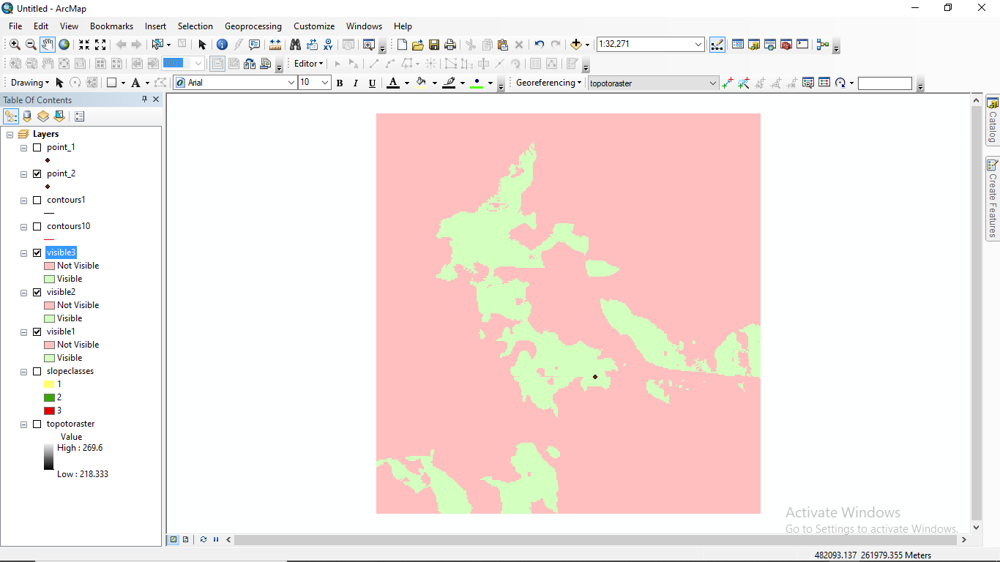 Untitled - ArcMap
File Edit View Bookmarks Insert Selection Geoprocessing Customize Windows Help
1:32,271
100% Editor
Drawing A Arial 10 B I U A Georeferencing topotoraster
Table Of Contents
Layers
point_1
point_2
contours1
contours10
visible3
Not Visible
Visible
visible2
Not Visible
Visible
visible1
Not Visible
Visible
slopeclasses
1
2
3
topotoraster
Value
High : 269.6
Low : 218.333
Catalog
Create Features
Activate Windows
Go to Settings to activate Windows.
482093.137 261979.355 Meters